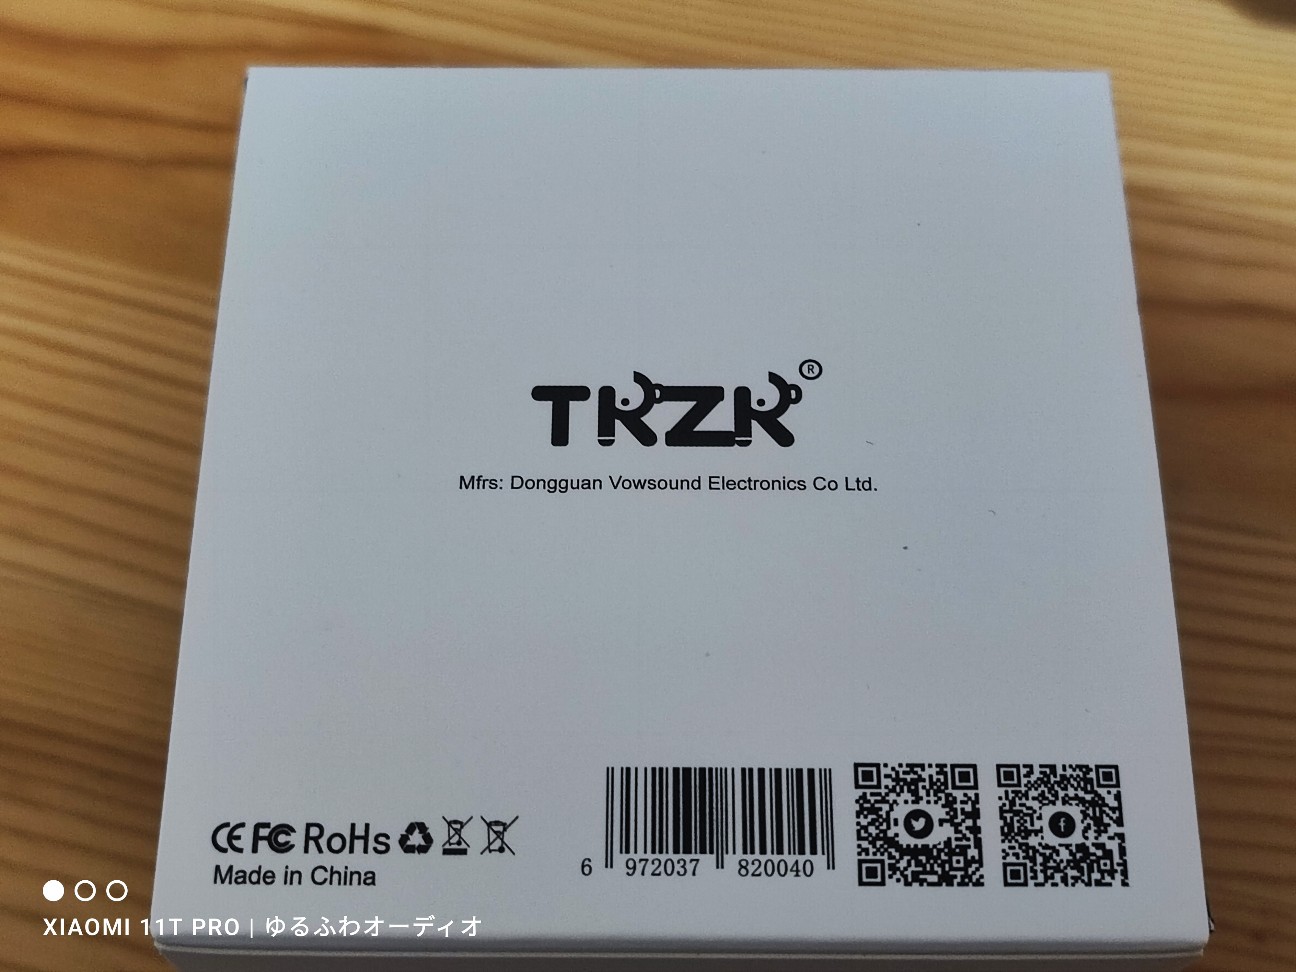 TRZR®
Mfrs: Dongguan Vowsound Electronics Co Ltd.
CE FC RoHs
Made in China
6 972037 820040
XIAOMI 11T PRO | ゆるふわオーディオ